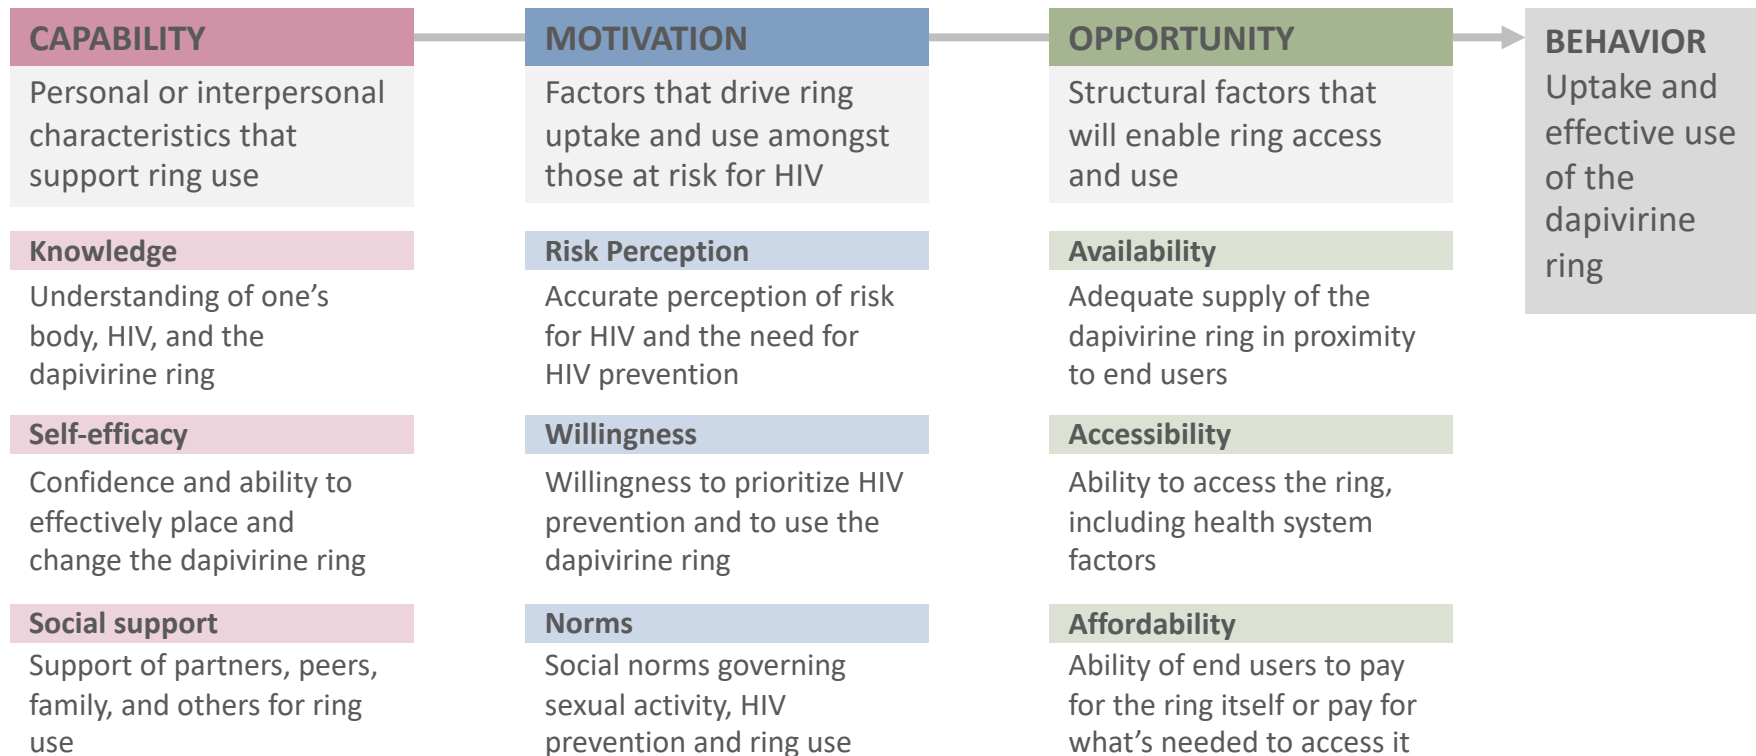 CAPABILITY
Personal or interpersonal
characteristics that
support ring use
Knowledge
Understanding of one’s
body, HIV, and the
dapivirine ring
Self-efficacy
Confidence and ability to
effectively place and
change the dapivirine ring
Social support
Support of partners, peers,
family, and others for ring
use
MOTIVATION
Factors that drive ring
uptake and use amongst
those at risk for HIV
Risk Perception
Accurate perception of risk
for HIV and the need for
HIV prevention
Willingness
Willingness to prioritize HIV
prevention and to use the
dapivirine ring
Norms
Social norms governing
sexual activity, HIV
prevention and ring use
OPPORTUNITY
Structural factors that
will enable ring access
and use
Availability
Adequate supply of the
dapivirine ring in proximity
to end users
Accessibility
Ability to access the ring,
including health system
factors
Affordability
Ability of end users to pay
for the ring itself or pay for
what’s needed to access it
BEHAVIOR
Uptake and
effective use
of the
dapivirine
ring